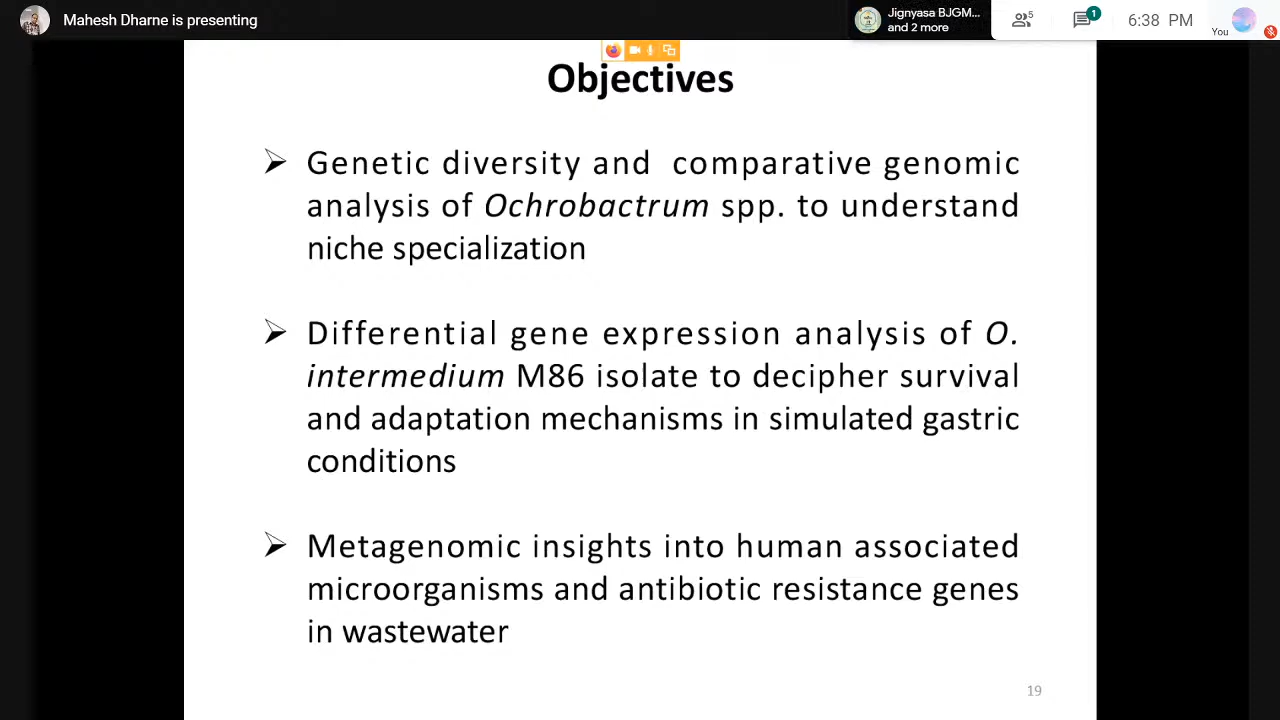 Mahesh Dharne is presenting
Jignyasa BJGM...
and 2 more
5
1
6:38 PM
You
Objectives
➢ Genetic diversity and comparative genomic
analysis of Ochrobactrum spp. to understand
niche specialization
➢ Differential gene expression analysis of O.
intermedium M86 isolate to decipher survival
and adaptation mechanisms in simulated gastric
conditions
➢ Metagenomic insights into human associated
microorganisms and antibiotic resistance genes
in wastewater
19